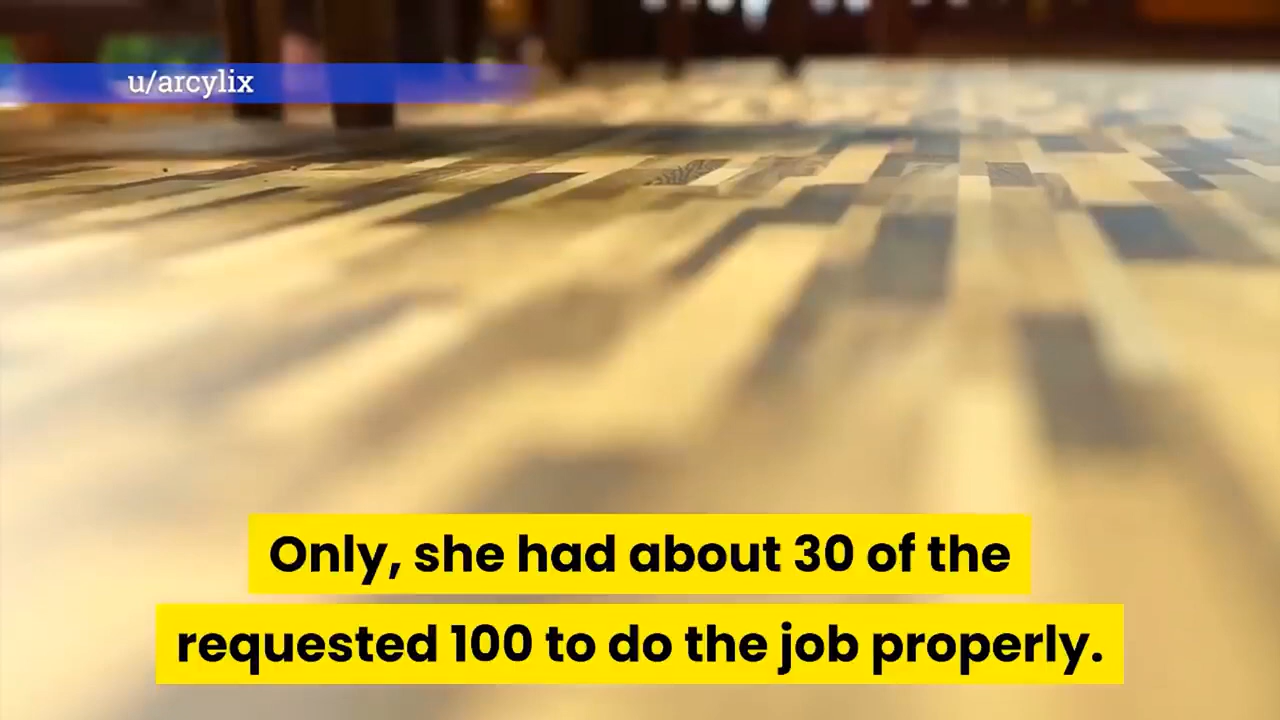 u/arcylix
Only, she had about 30 of the
requested 100 to do the job properly.